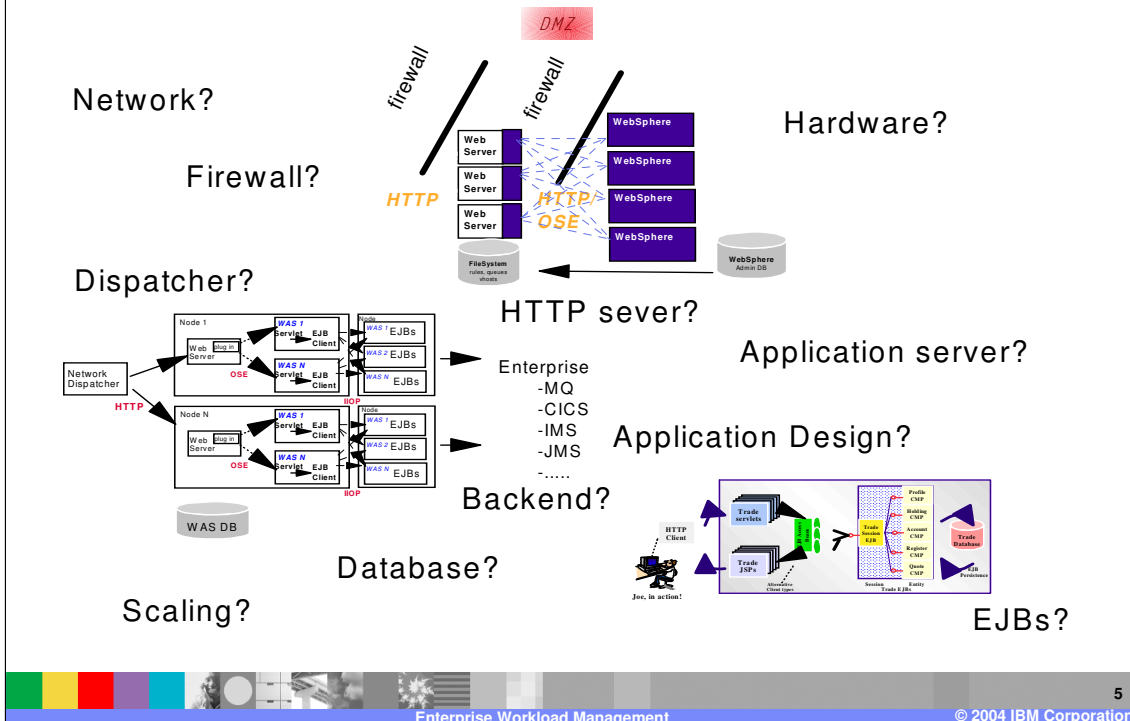 DMZ
firewall
firewall
Network?
Hardware?
Firewall?
Web
Server
Web
Server
Web
Server
WebSphere
WebSphere
WebSphere
WebSphere
HTTP
HTTP/
OSE
FileSystem
rules, queues
vhosts
WebSphere
Admin DB
Dispatcher?
HTTP sever?
Application server?
Network
Dispatcher
HTTP
Node 1
Web
Server
plug in
OSE
WAS 1
Servlet
EJB
Client
WAS N
Servlet
EJB
Client
IIOP
Node
WAS 1
EJBs
WAS 2
EJBs
WAS N
EJBs
Node N
Web
Server
plug in
OSE
WAS 1
Servlet
EJB
Client
WAS N
Servlet
EJB
Client
IIOP
Node
WAS 1
EJBs
WAS 2
EJBs
WAS N
EJBs
Enterprise
-MQ
-CICS
-IMS
-JMS
-.....
Application Design?
Backend?
WAS DB
Database?
Scaling?
HTTP
Client
Joe, in action!
Trade
servlets
Trade
JSPs
Alternative
Client types
Trade
Session
EJB
Profile
CMP
Holding
CMP
Account
CMP
Register
CMP
Quote
CMP
Trade
Database
EJB
Persistence
Session
Entity
Trade EJBs
EJBs?
5
Enterprise Workload Management
© 2004 IBM Corporation